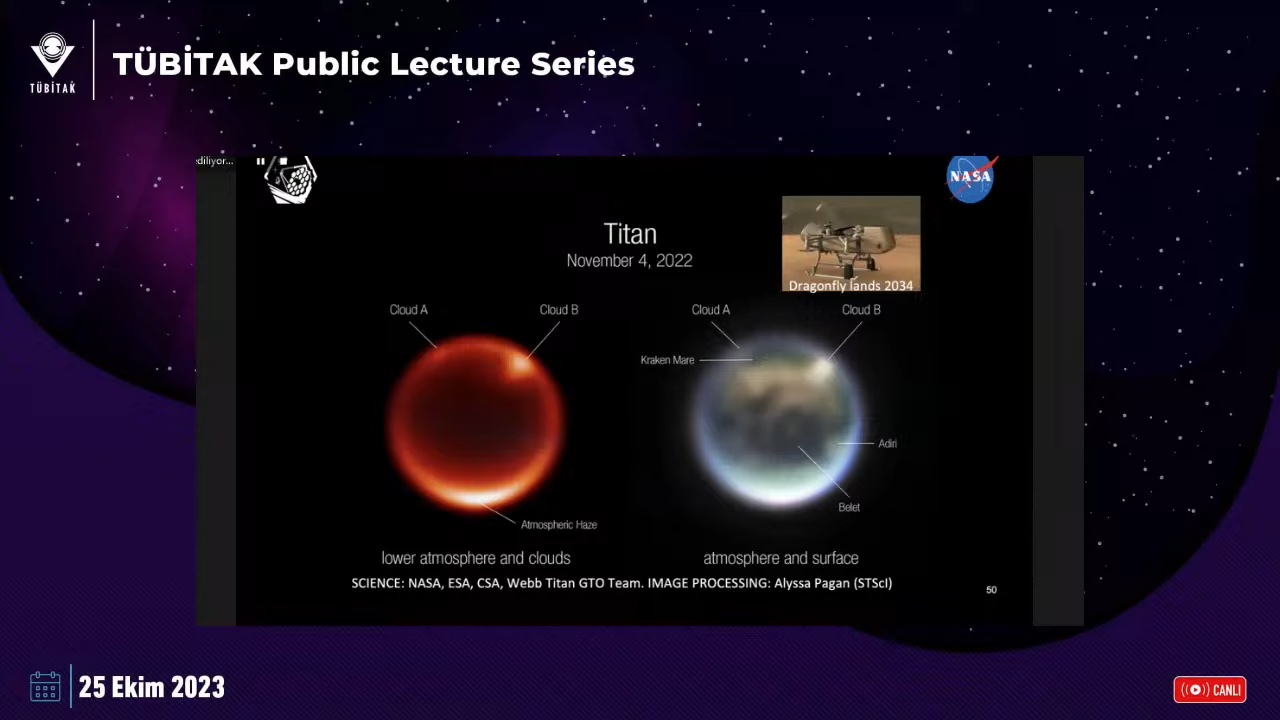 TÜBİTAK
TÜBİTAK Public Lecture Series
ediliyor...
NASA
Titan
November 4, 2022
Dragonfly lands 2034
Cloud A
Cloud B
Cloud A
Cloud B
Kraken Mare
Adiri
Belet
Atmospheric Haze
lower atmosphere and clouds
atmosphere and surface
SCIENCE: NASA, ESA, CSA, Webb Titan GTO Team. IMAGE PROCESSING: Alyssa Pagan (STScI)
50
25 Ekim 2023
CANLI